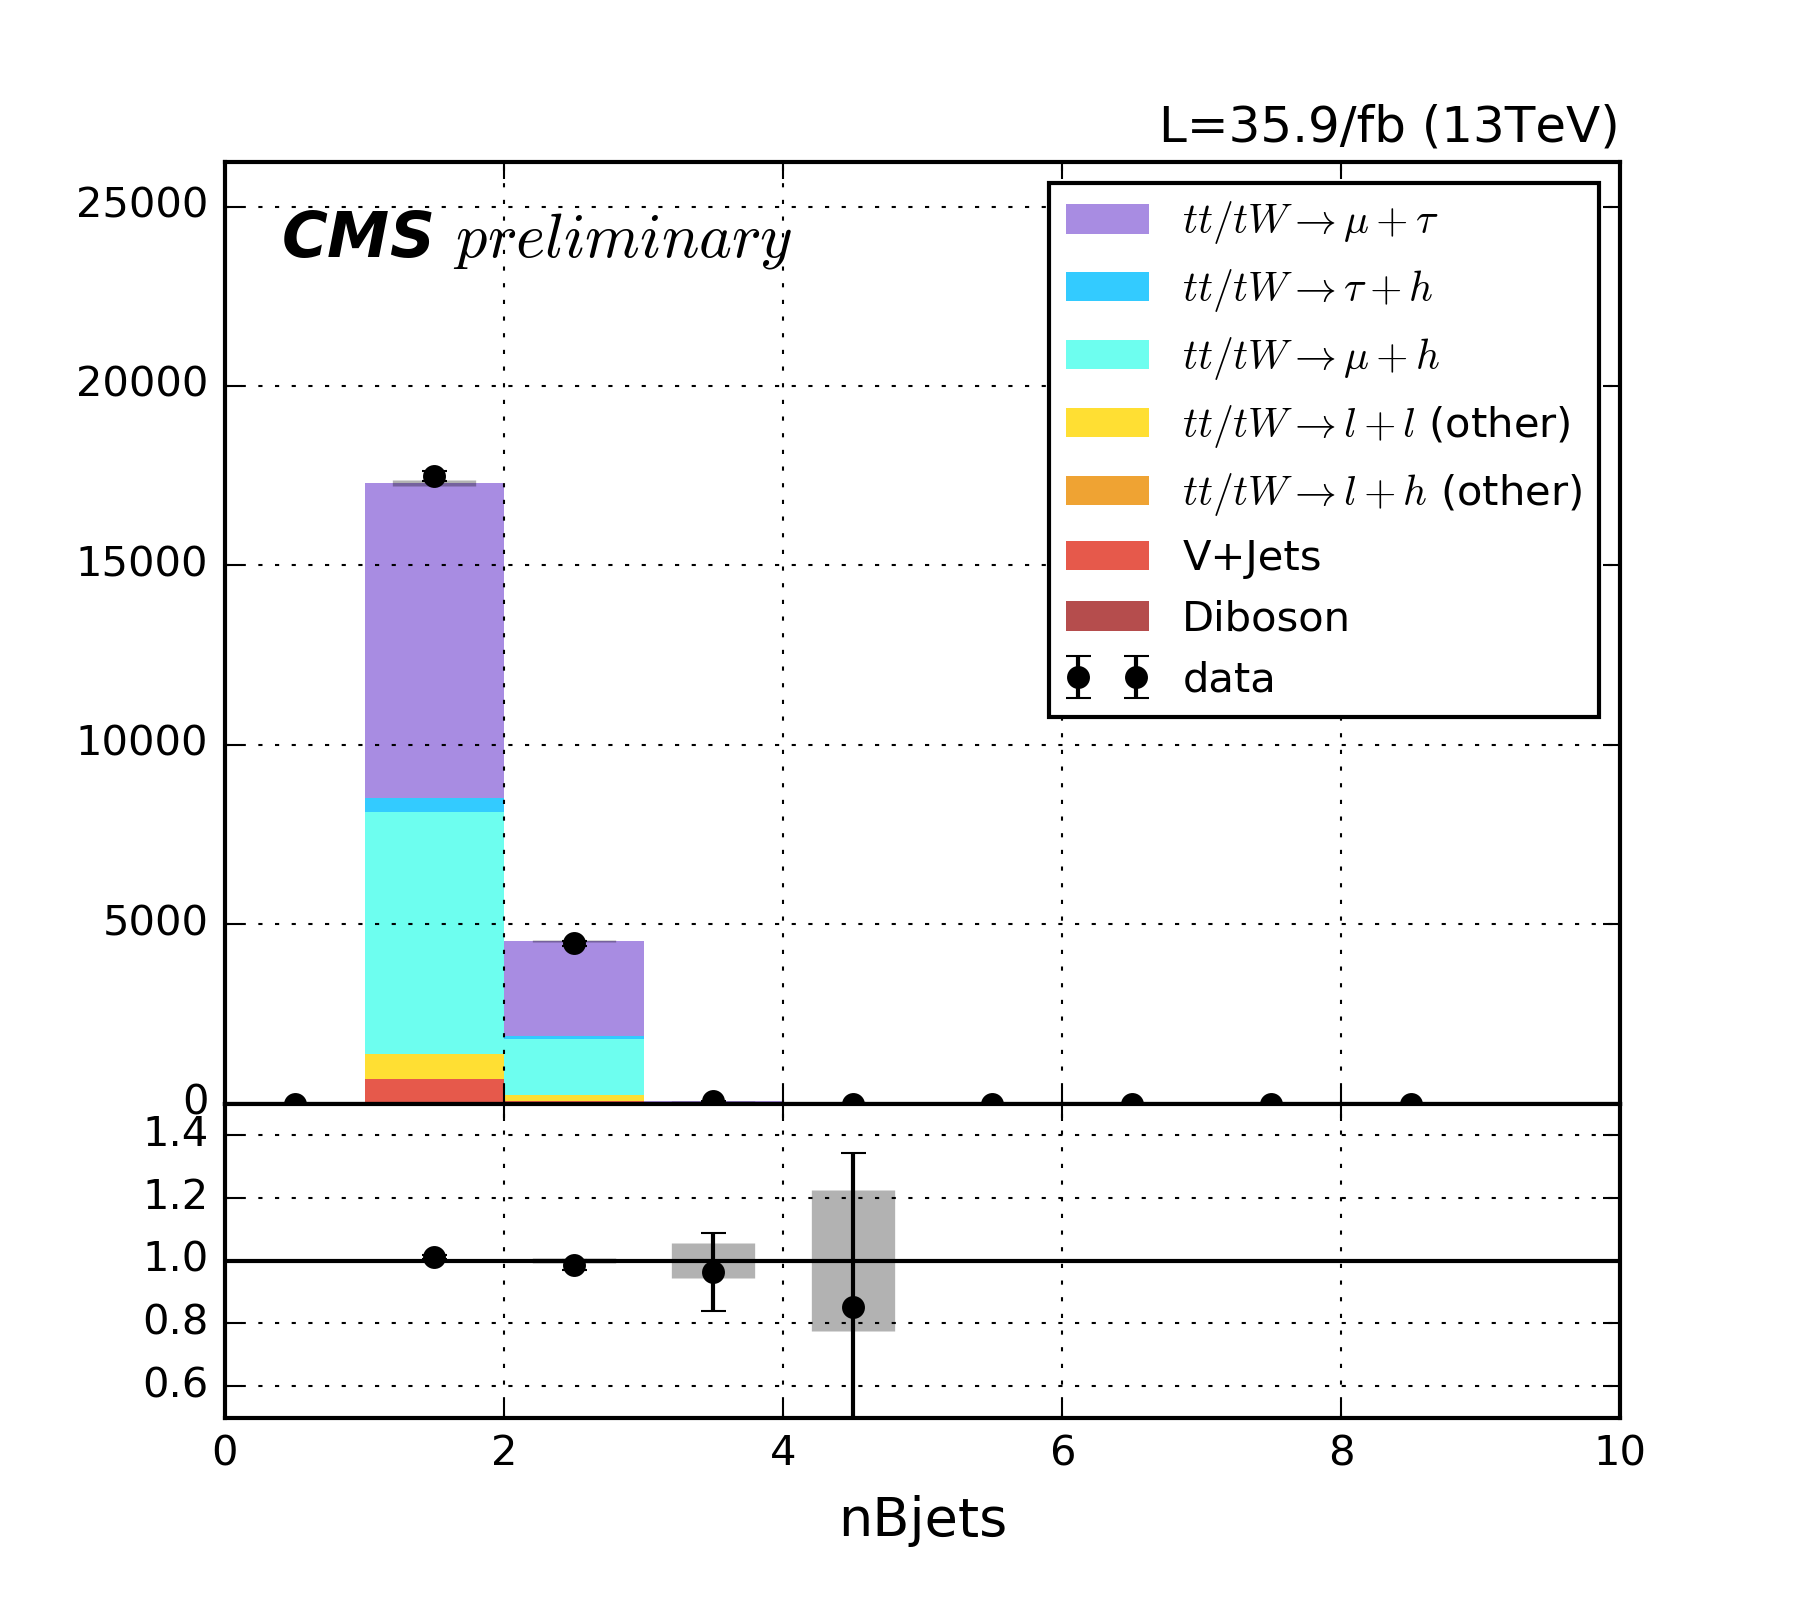 L=35.9/fb (13TeV)
CMS preliminary
25000
20000
15000
10000
5000
0
tt/tW→μ+τ
tt/tW→τ+h
tt/tW→μ+h
tt/tW→l+l (other)
tt/tW→l+h (other)
V+Jets
Diboson
data
1.4
1.2
1.0
0.8
0.6
0 2 4 6 8 10
nBjets